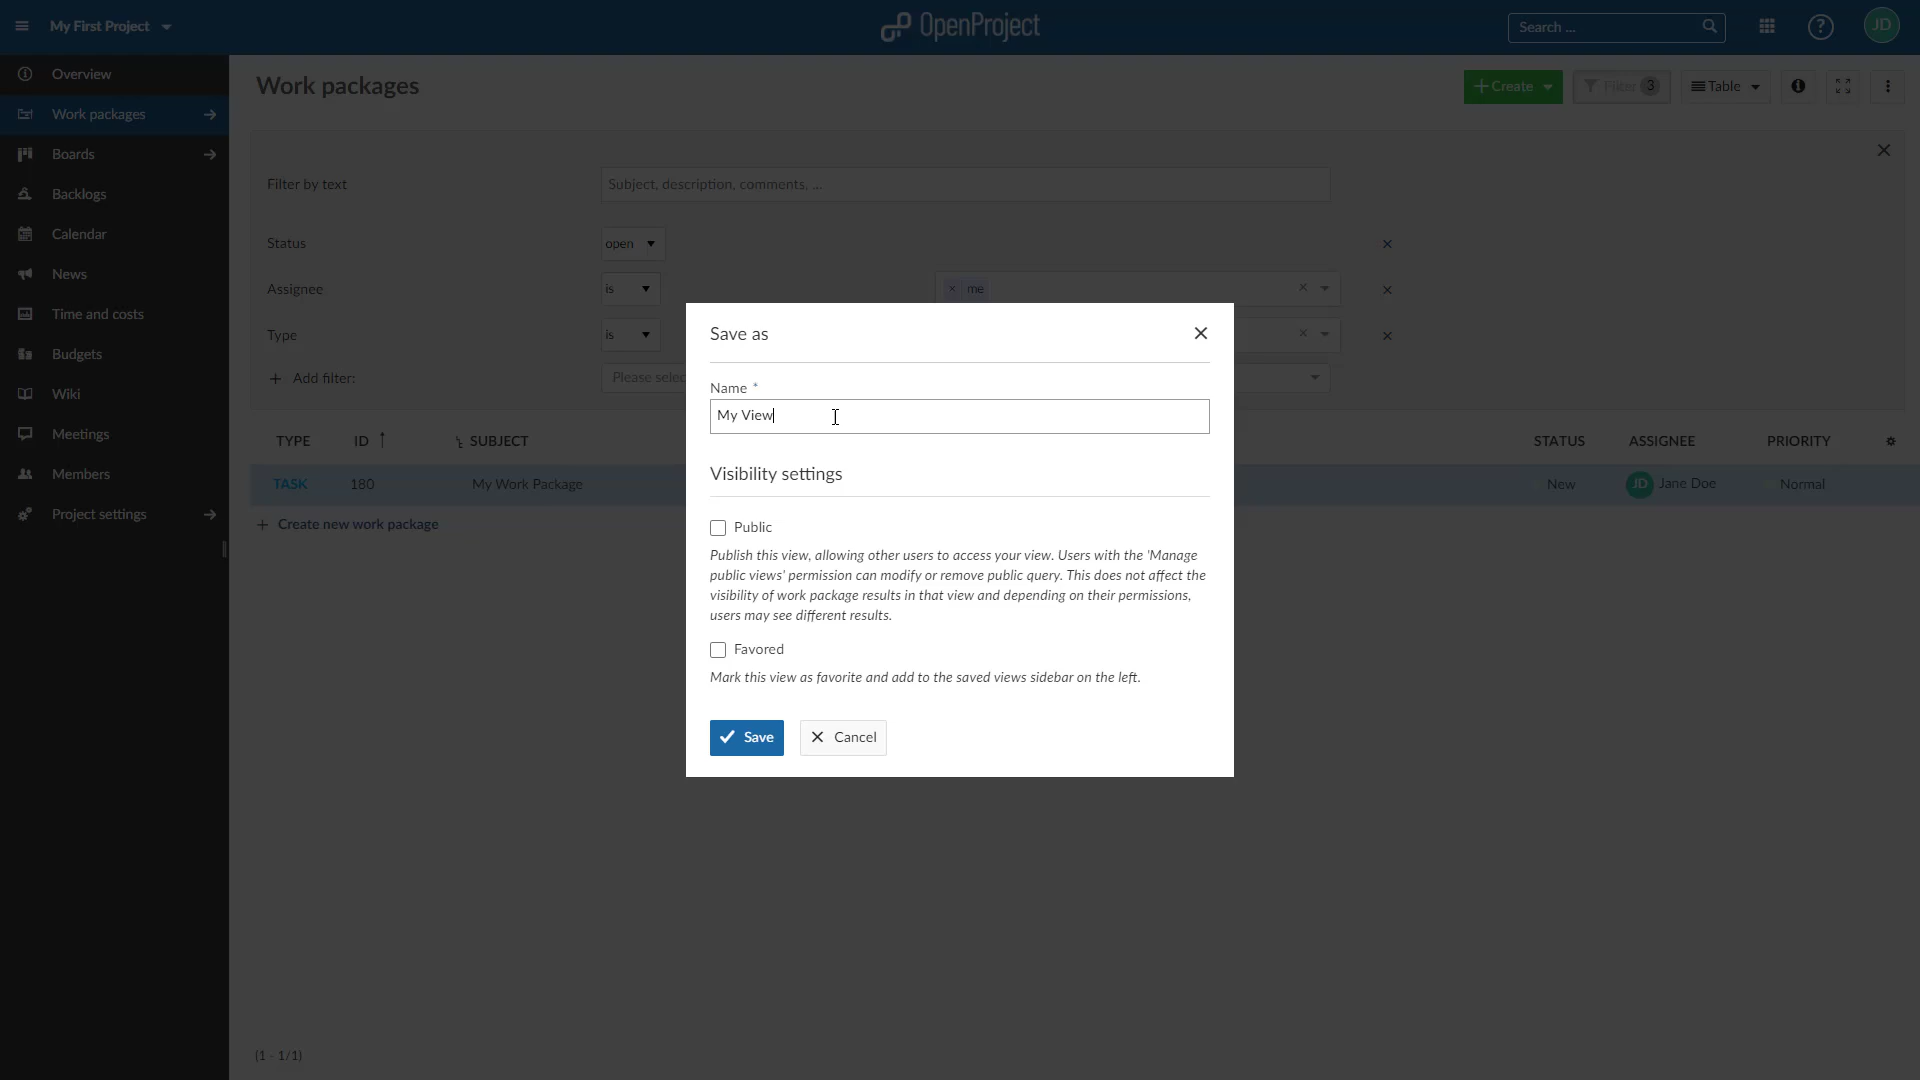 My First Project
OpenProject
Search ...
?
JD
Overview
Work packages
Boards
Backlogs
Calendar
News
Time and costs
Budgets
Wiki
Meetings
Members
Project settings
Work packages
Create
Filter 3
Table
Filter by text
Subject, description, comments, ...
Status
open
Assignee
is
× me
Type
is
Add filter:
Please selec
TYPE ID SUBJECT STATUS ASSIGNEE PRIORITY
TASK 180 My Work Package New JD Jane Doe Normal
Create new work package
(1 - 1/1)
Save as
Name *
My View
Visibility settings
Public
Publish this view, allowing other users to access your view. Users with the 'Manage
public views' permission can modify or remove public query. This does not affect the
visibility of work package results in that view and depending on their permissions,
users may see different results.
Favored
Mark this view as favorite and add to the saved views sidebar on the left.
Save
Cancel